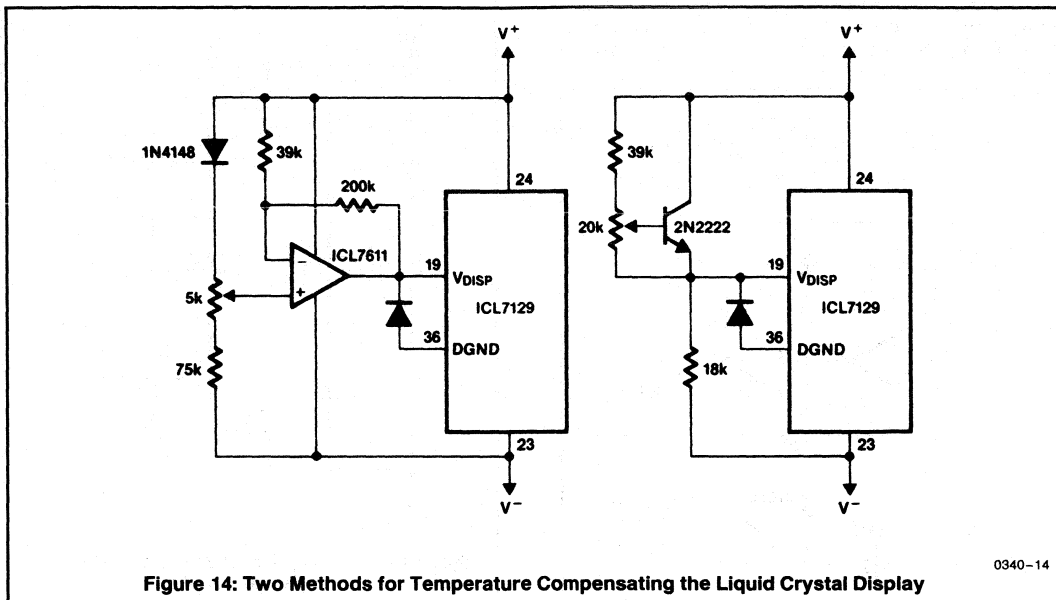 V+
1N4148
39k
200k
24
ICL7611
−
+
19
VDISP
5k
ICL7129
36
DGND
75k
23
V−
V+
39k
24
20k
2N2222
19
VDISP
ICL7129
36
DGND
18k
23
V−
0340–14
Figure 14: Two Methods for Temperature Compensating the Liquid Crystal Display